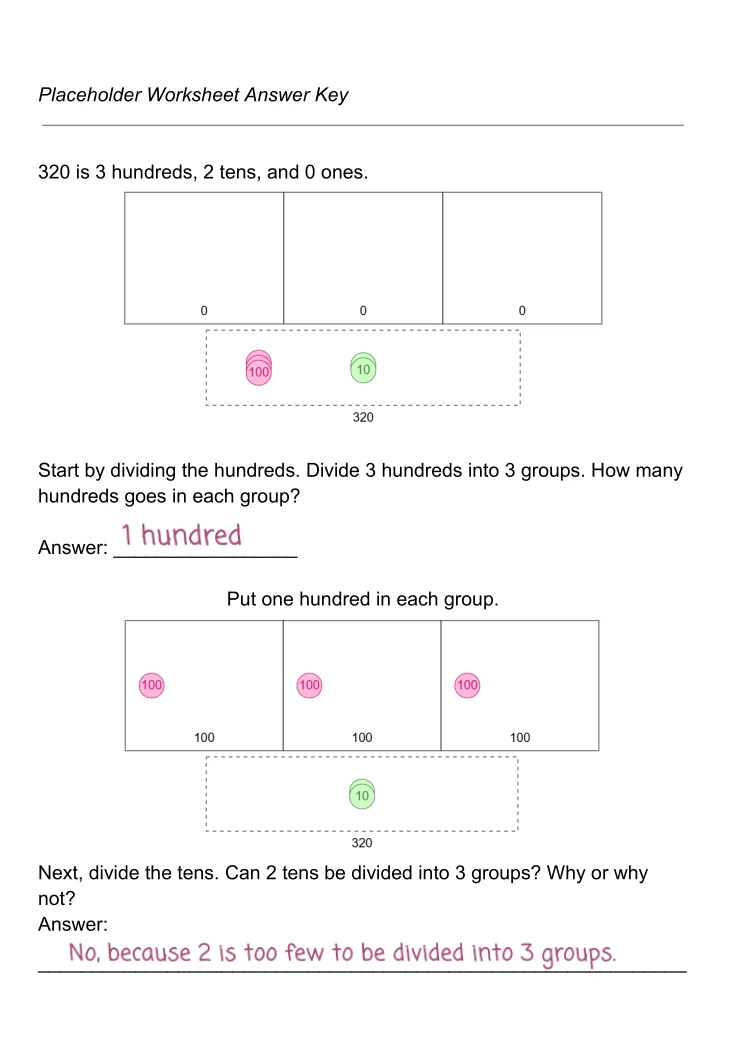 Placeholder Worksheet Answer Key
320 is 3 hundreds, 2 tens, and 0 ones.
0 0 0
100 10
320
Start by dividing the hundreds. Divide 3 hundreds into 3 groups. How many
hundreds goes in each group?
Answer: 1 hundred
Put one hundred in each group.
100 100 100
100 100 100
10
320
Next, divide the tens. Can 2 tens be divided into 3 groups? Why or why
not?
Answer:
No, because 2 is too few to be divided into 3 groups.